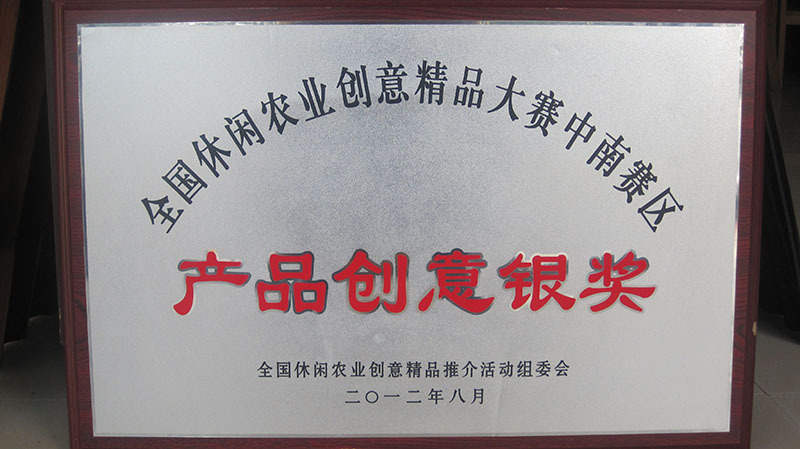 全国休闲农业创意精品大赛中南赛区
产品创意银奖
全国休闲农业创意精品推介活动组委会
二〇一二年八月